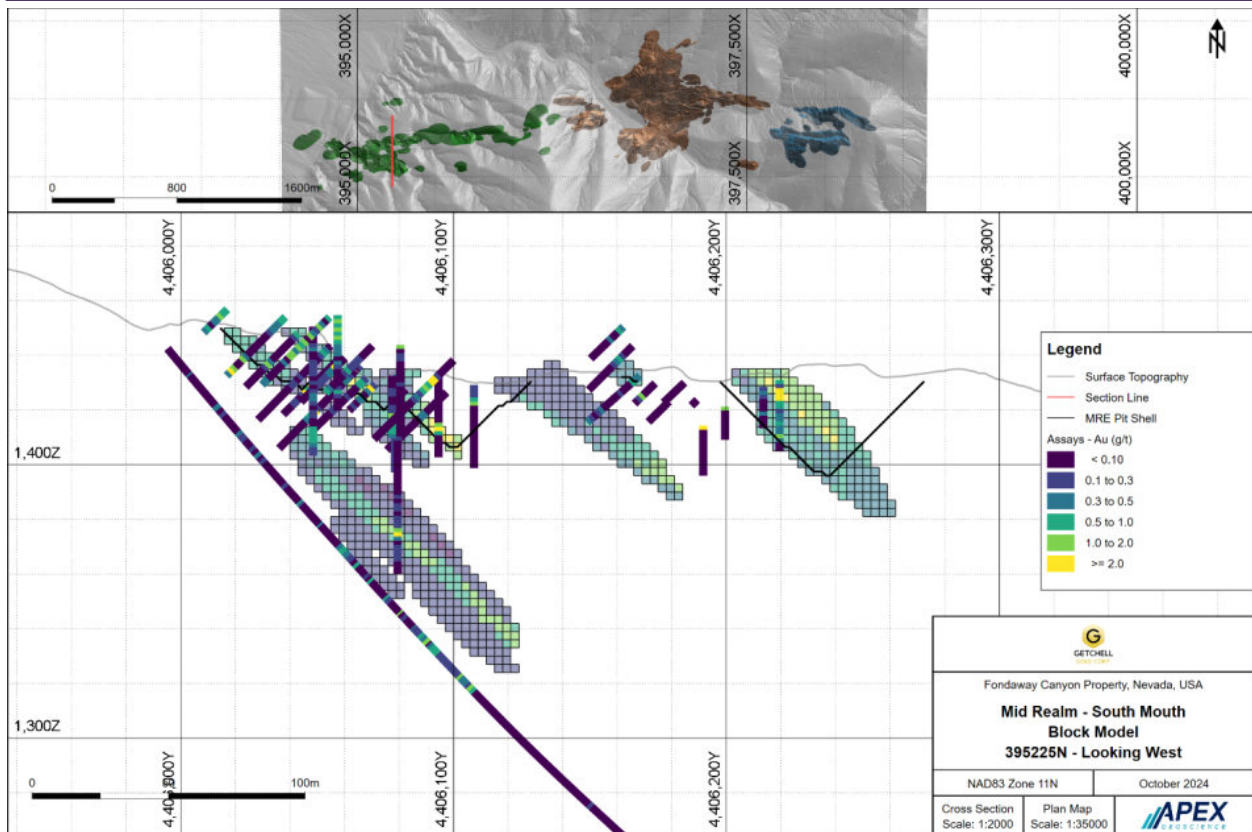 395,000X
397,500X
400,000X
N
395,000X
397,500X
400,000X
0 800 1600m
4,406,000Y
4,406,100Y
4,406,200Y
4,406,300Y
Legend
Surface Topography
Section Line
MRE Pit Shell
Assays - Au (g/t)
< 0.10
0.1 to 0.3
0.3 to 0.5
0.5 to 1.0
1.0 to 2.0
>= 2.0
1,400Z
1,300Z
0 100m
4,406,000Y
4,406,100Y
4,406,200Y
G
GETCHELL
GOLD CORP
Fondaway Canyon Property, Nevada, USA
Mid Realm - South Mouth
Block Model
395225N - Looking West
NAD83 Zone 11N
October 2024
Cross Section
Scale: 1:2000
Plan Map
Scale: 1:35000
APEX
GEOSCIENCE